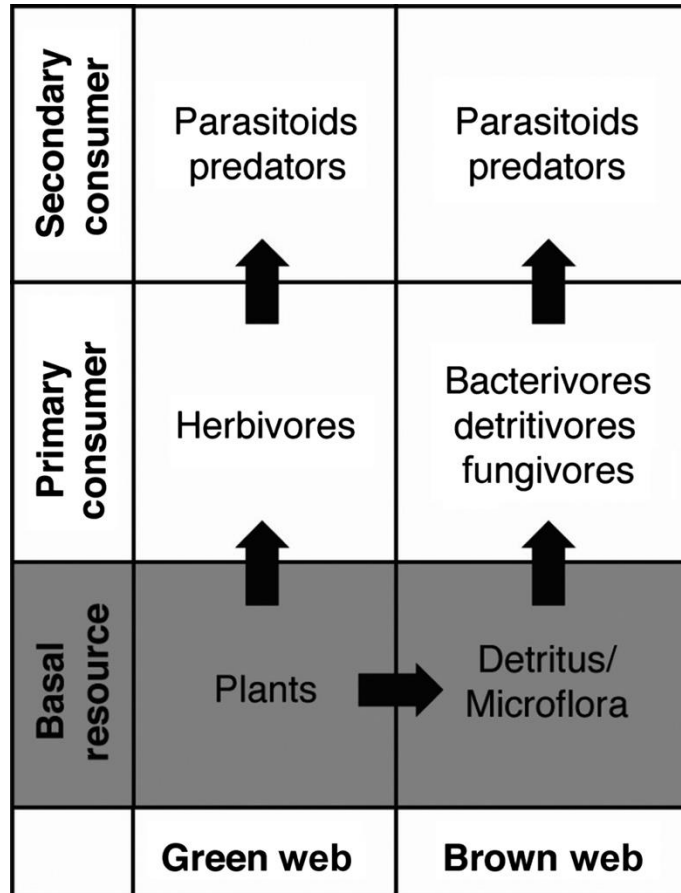 Secondary
consumer
Parasitoids
predators
Parasitoids
predators
Primary
consumer
Herbivores
Bacterivores
detritivores
fungivores
Basal
resource
Plants
Detritus/
Microflora
Green web
Brown web